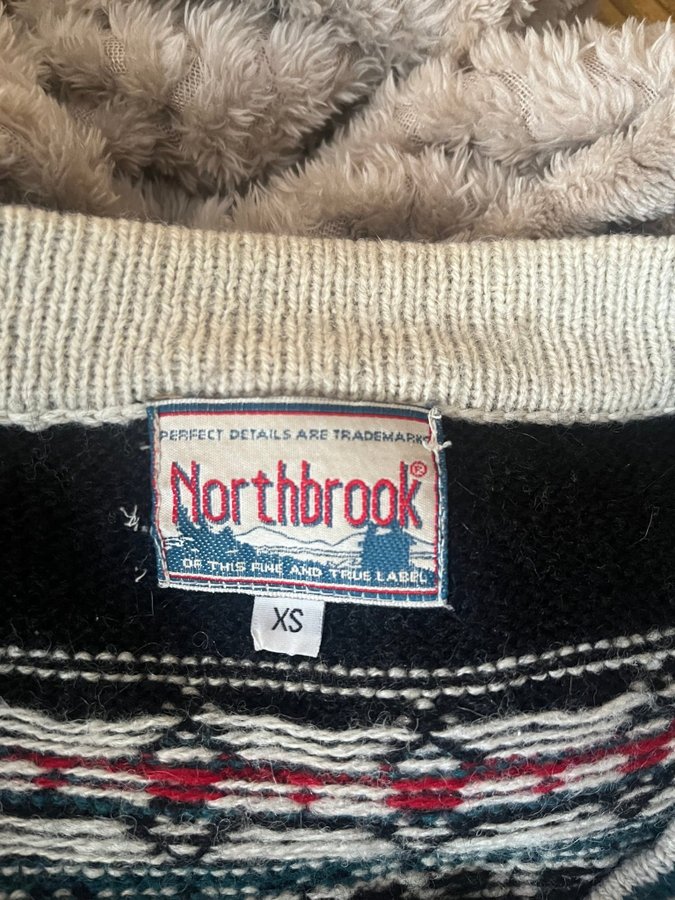 PERFECT DETAILS ARE TRADEMARKS
Northbrook®
OF THIS FINE AND TRUE LABEL
XS